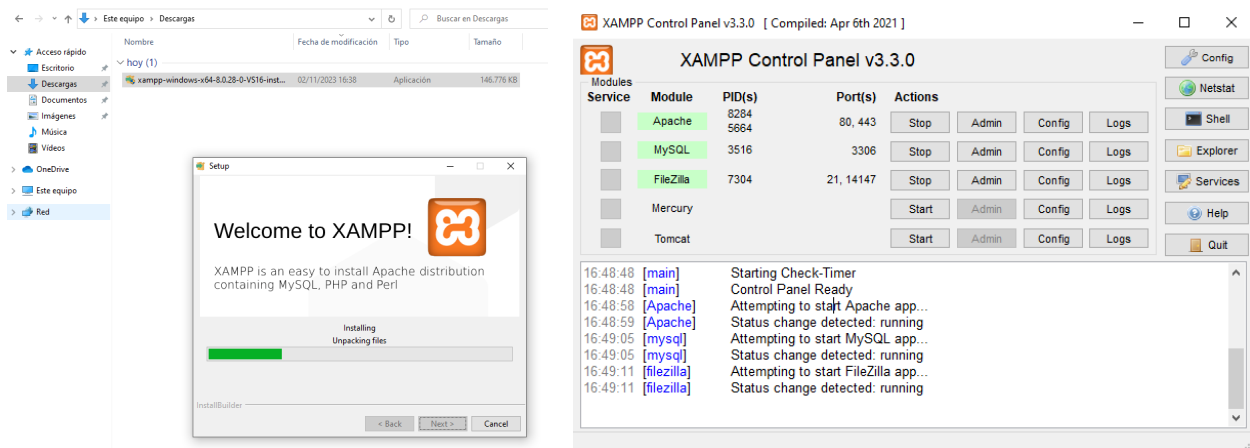 Este equipo > Descargas
Buscar en Descargas
Nombre
Fecha de modificación
Tipo
Tamaño
Acceso rápido
Escritorio
Descargas
Documentos
Imágenes
Música
Vídeos
OneDrive
Este equipo
Red
hoy (1)
xampp-windows-x64-8.0.28-0-VS16-inst... 02/11/2023 16:38 Aplicación 146.776 KB
Setup
Welcome to XAMPP!
XAMPP is an easy to install Apache distribution
containing MySQL, PHP and Perl
Installing
Unpacking files
InstallBuilder
< Back Next > Cancel
XAMPP Control Panel v3.3.0 [ Compiled: Apr 6th 2021 ]
XAMPP Control Panel v3.3.0
Modules
Service Module PID(s) Port(s) Actions
Apache 8284 5664 80, 443 Stop Admin Config Logs
MySQL 3516 3306 Stop Admin Config Logs
FileZilla 7304 21, 14147 Stop Admin Config Logs
Mercury Start Admin Config Logs
Tomcat Start Admin Config Logs
Config
Netstat
Shell
Explorer
Services
Help
Quit
16:48:48 [main] Starting Check-Timer
16:48:48 [main] Control Panel Ready
16:48:58 [Apache] Attempting to start Apache app...
16:48:59 [Apache] Status change detected: running
16:49:05 [mysql] Attempting to start MySQL app...
16:49:05 [mysql] Status change detected: running
16:49:11 [filezilla] Attempting to start FileZilla app...
16:49:11 [filezilla] Status change detected: running